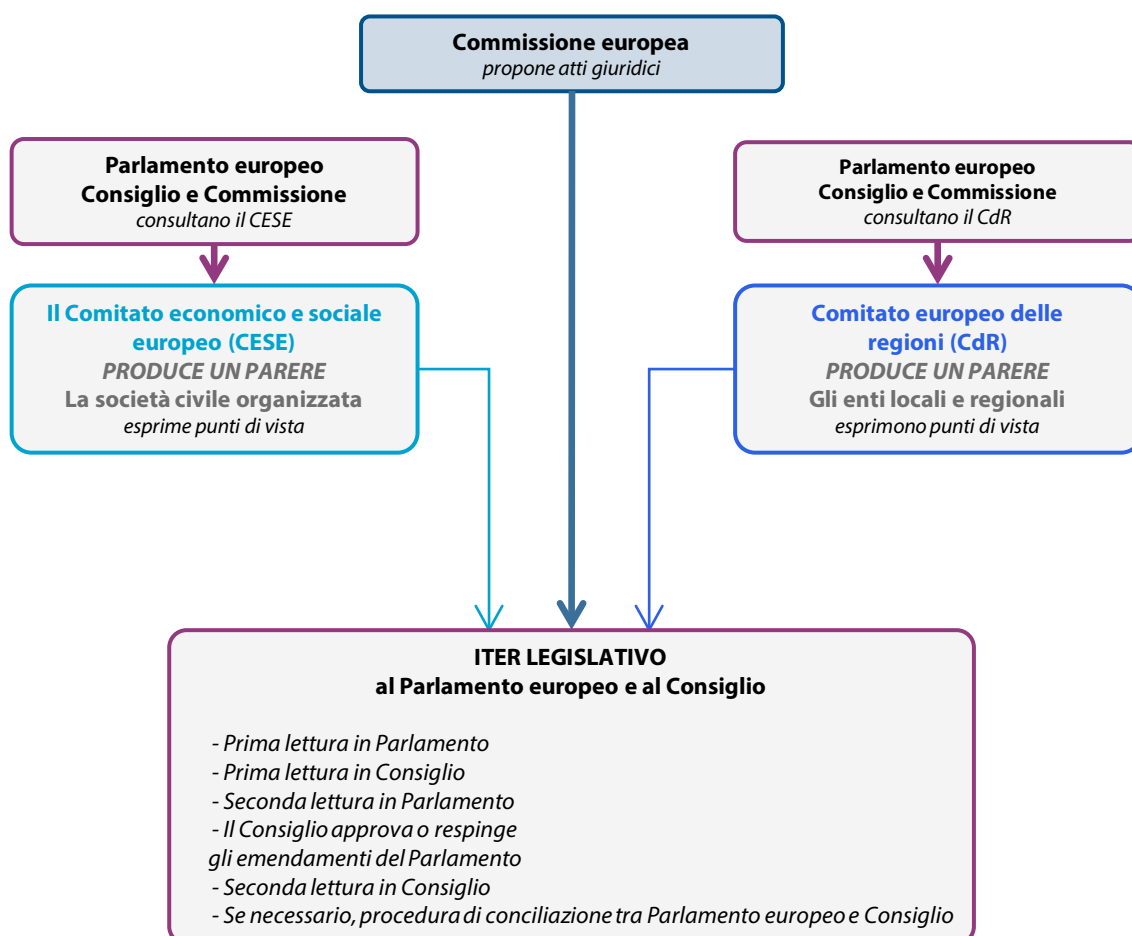 Commissione europea
propone atti giuridici
Parlamento europeo
Consiglio e Commissione
consultano il CESE
Parlamento europeo
Consiglio e Commissione
consultano il CdR
Il Comitato economico e sociale
europeo (CESE)
PRODUCE UN PARERE
La società civile organizzata
esprime punti di vista
Comitato europeo delle
regioni (CdR)
PRODUCE UN PARERE
Gli enti locali e regionali
esprimono punti di vista
ITER LEGISLATIVO
al Parlamento europeo e al Consiglio
- Prima lettura in Parlamento
- Prima lettura in Consiglio
- Seconda lettura in Parlamento
- Il Consiglio approva o respinge
gli emendamenti del Parlamento
- Seconda lettura in Consiglio
- Se necessario, procedura di conciliazione tra Parlamento europeo e Consiglio